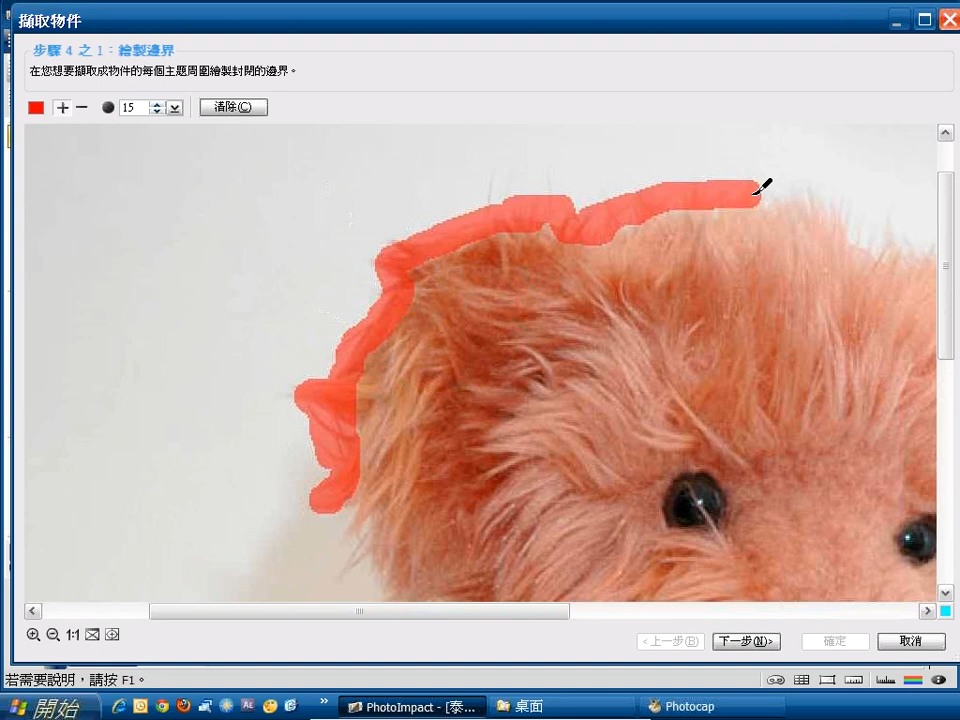 擷取物件
步驟 4 之 1：繪製邊界
在您想要擷取成物件的每個主題周圍繪製封閉的邊界。
15 清除(C)
1:1
<上一步(B) 下一步(N)> 確定 取消
若需要說明，請按 F1。
開始 » PhotoImpact - [泰... 桌面 Photocap